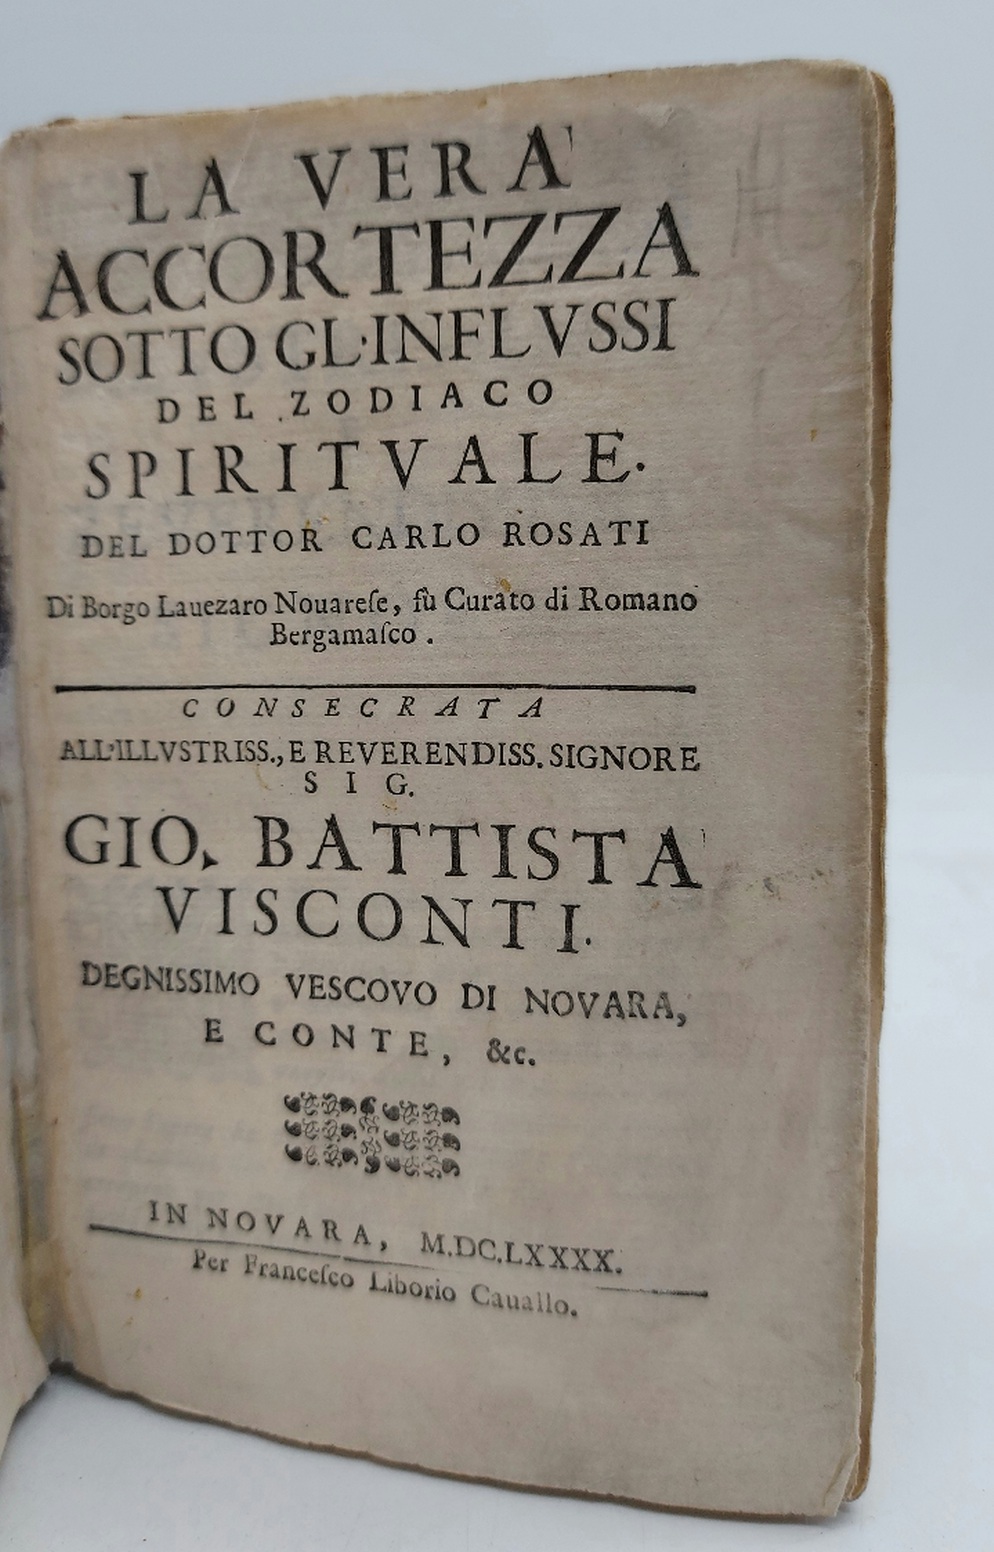 LA VERA
ACCORTEZZA
SOTTO GL'INFLVSSI
DEL ZODIACO
SPIRITVALE.
DEL DOTTOR CARLO ROSATI
Di Borgo Lauezaro Nouareſe, fù Curato di Romano
Bergamaſco.
CONSECRATA
ALL'ILLVSTRISS., E REVERENDISS. SIGNORE
SIG.
GIO. BATTISTA
VISCONTI.
DEGNISSIMO VESCOVO DI NOVARA,
E CONTE, &c.
IN NOVARA, M.DC.LXXXX.
Per Franceſco Liborio Cauallo.